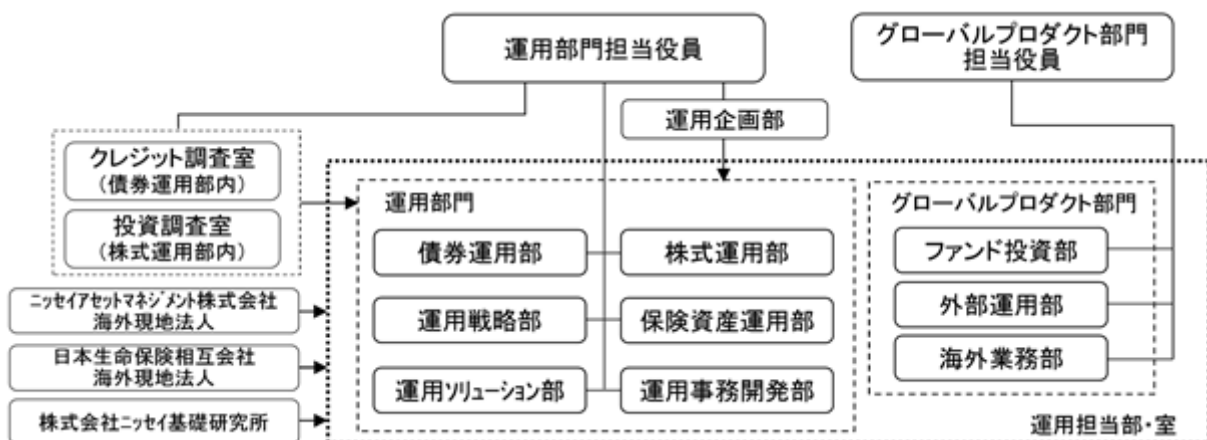 運用部門担当役員
グローバルプロダクト部門
担当役員
運用企画部
クレジット調査室
(債券運用部内)
投資調査室
(株式運用部内)
ニッセイアセットマネジメント株式会社
海外現地法人
日本生命保険相互会社
海外現地法人
株式会社ニッセイ基礎研究所
運用部門
債券運用部
株式運用部
運用戦略部
保険資産運用部
運用ソリューション部
運用事務開発部
グローバルプロダクト部門
ファンド投資部
外部運用部
海外業務部
運用担当部・室